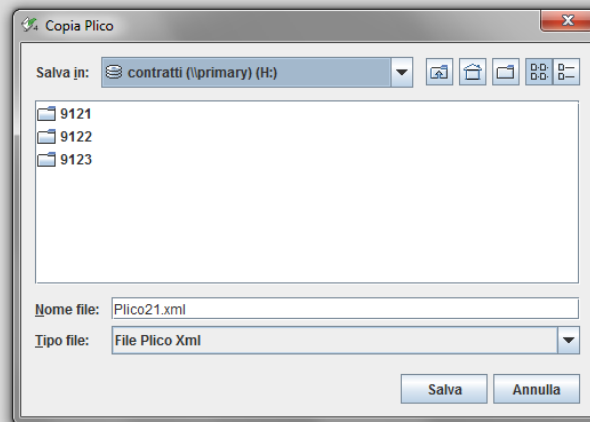 Copia Plico
Salva in: contratti (\\primary) (H:)
9121
9122
9123
Nome file: Plico21.xml
Tipo file: File Plico Xml
Salva Annulla